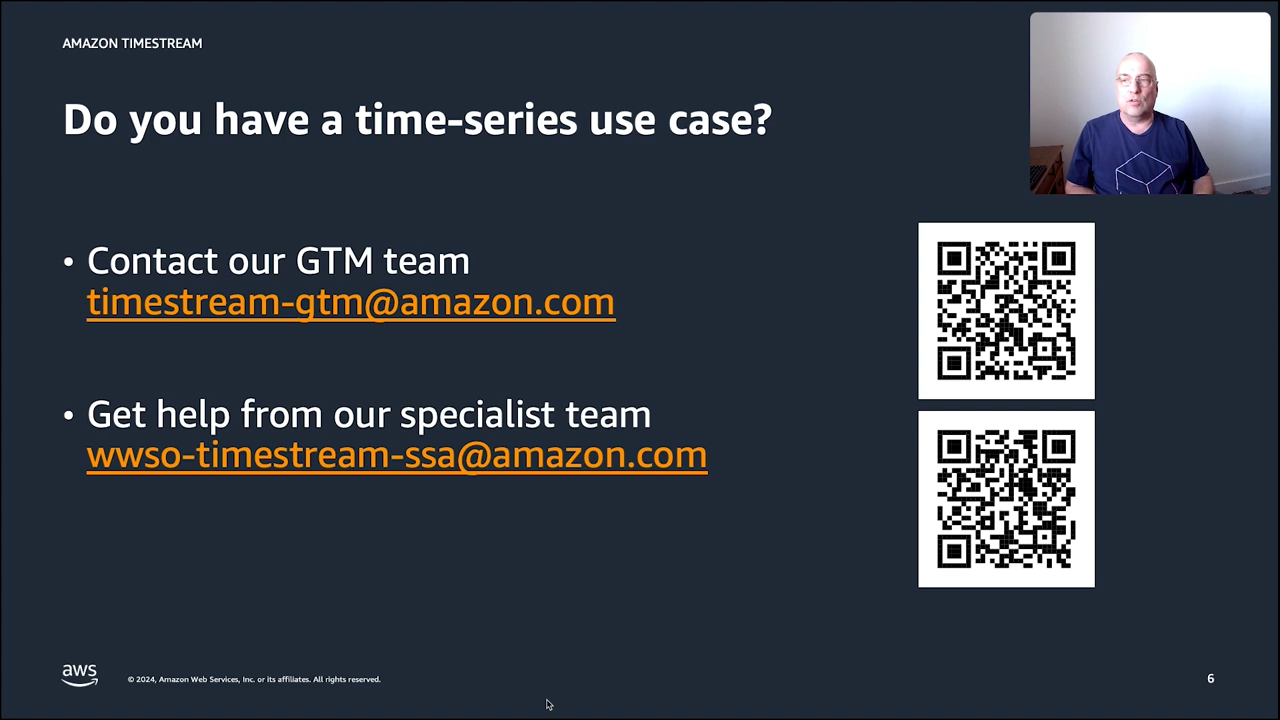 AMAZON TIMESTREAM
Do you have a time-series use case?
• Contact our GTM team
timestream-gtm@amazon.com
• Get help from our specialist team
wwso-timestream-ssa@amazon.com
aws
© 2024, Amazon Web Services, Inc. or its affiliates. All rights reserved.
6